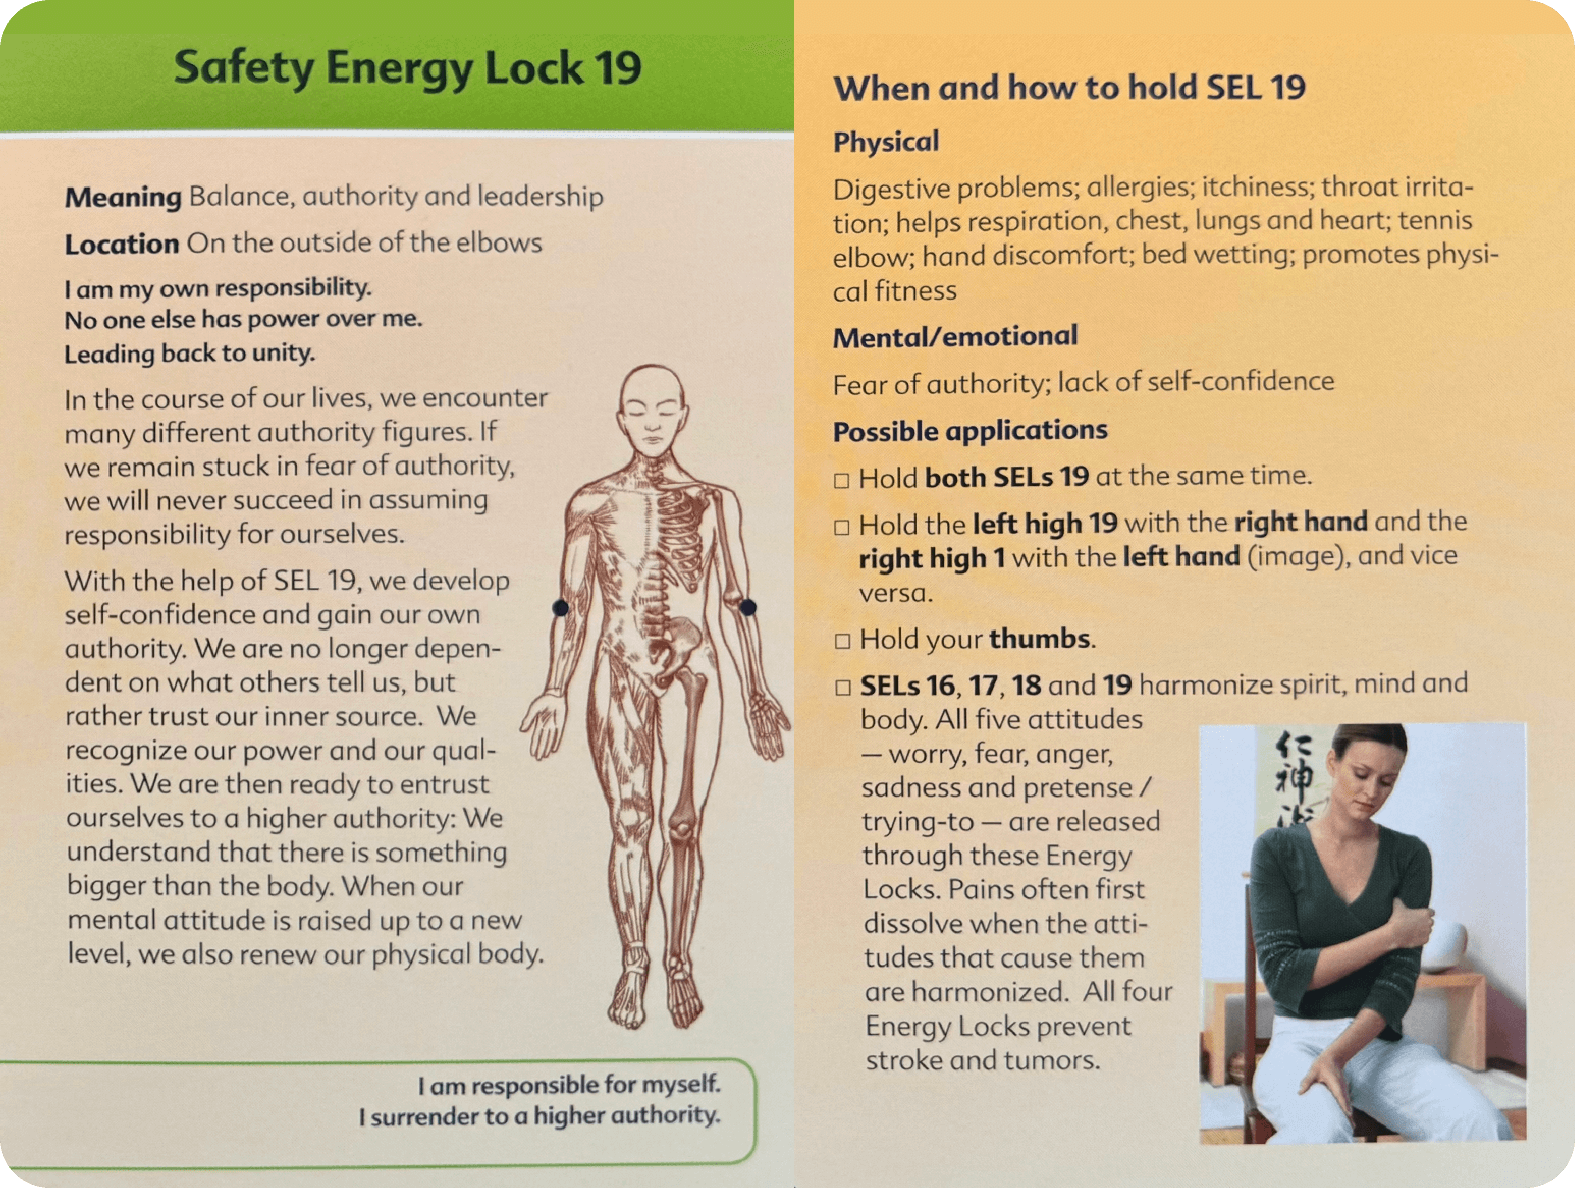 Safety Energy Lock 19
Meaning Balance, authority and leadership
Location On the outside of the elbows
I am my own responsibility.
No one else has power over me.
Leading back to unity.
In the course of our lives, we encounter
many different authority figures. If
we remain stuck in fear of authority,
we will never succeed in assuming
responsibility for ourselves.
With the help of SEL 19, we develop
self-confidence and gain our own
authority. We are no longer depen-
dent on what others tell us, but
rather trust our inner source. We
recognize our power and our qual-
ities. We are then ready to entrust
ourselves to a higher authority: We
understand that there is something
bigger than the body. When our
mental attitude is raised up to a new
level, we also renew our physical body.
I am responsible for myself.
I surrender to a higher authority.
When and how to hold SEL 19
Physical
Digestive problems; allergies; itchiness; throat irrita-
tion; helps respiration, chest, lungs and heart; tennis
elbow; hand discomfort; bed wetting; promotes physi-
cal fitness
Mental/emotional
Fear of authority; lack of self-confidence
Possible applications
□ Hold both SELs 19 at the same time.
□ Hold the left high 19 with the right hand and the
right high 1 with the left hand (image), and vice
versa.
□ Hold your thumbs.
□ SELs 16, 17, 18 and 19 harmonize spirit, mind and
body. All five attitudes
— worry, fear, anger,
sadness and pretense /
trying-to — are released
through these Energy
Locks. Pains often first
dissolve when the atti-
tudes that cause them
are harmonized. All four
Energy Locks prevent
stroke and tumors.
仁神術